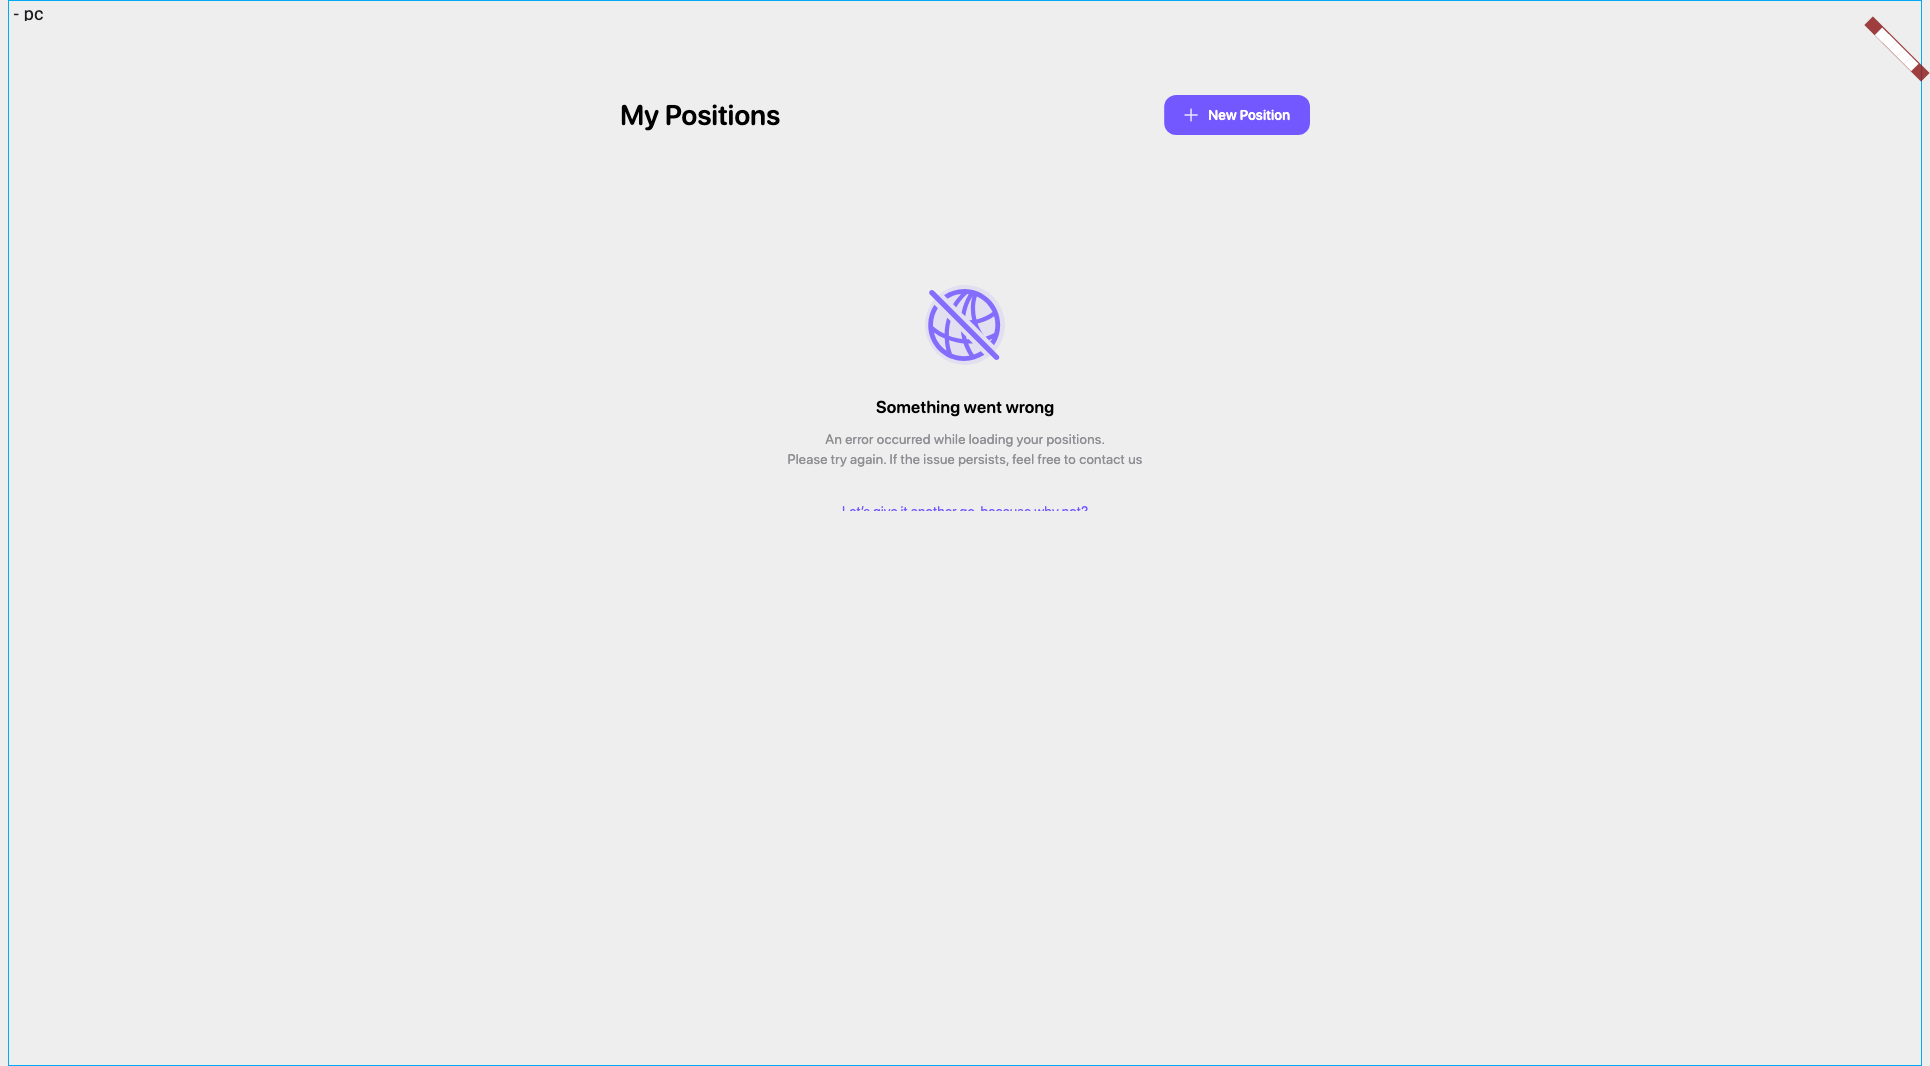 - pc
My Positions
New Position
Something went wrong
An error occurred while loading your positions.
Please try again. If the issue persists, feel free to contact us
Let's give it another go, because why not?